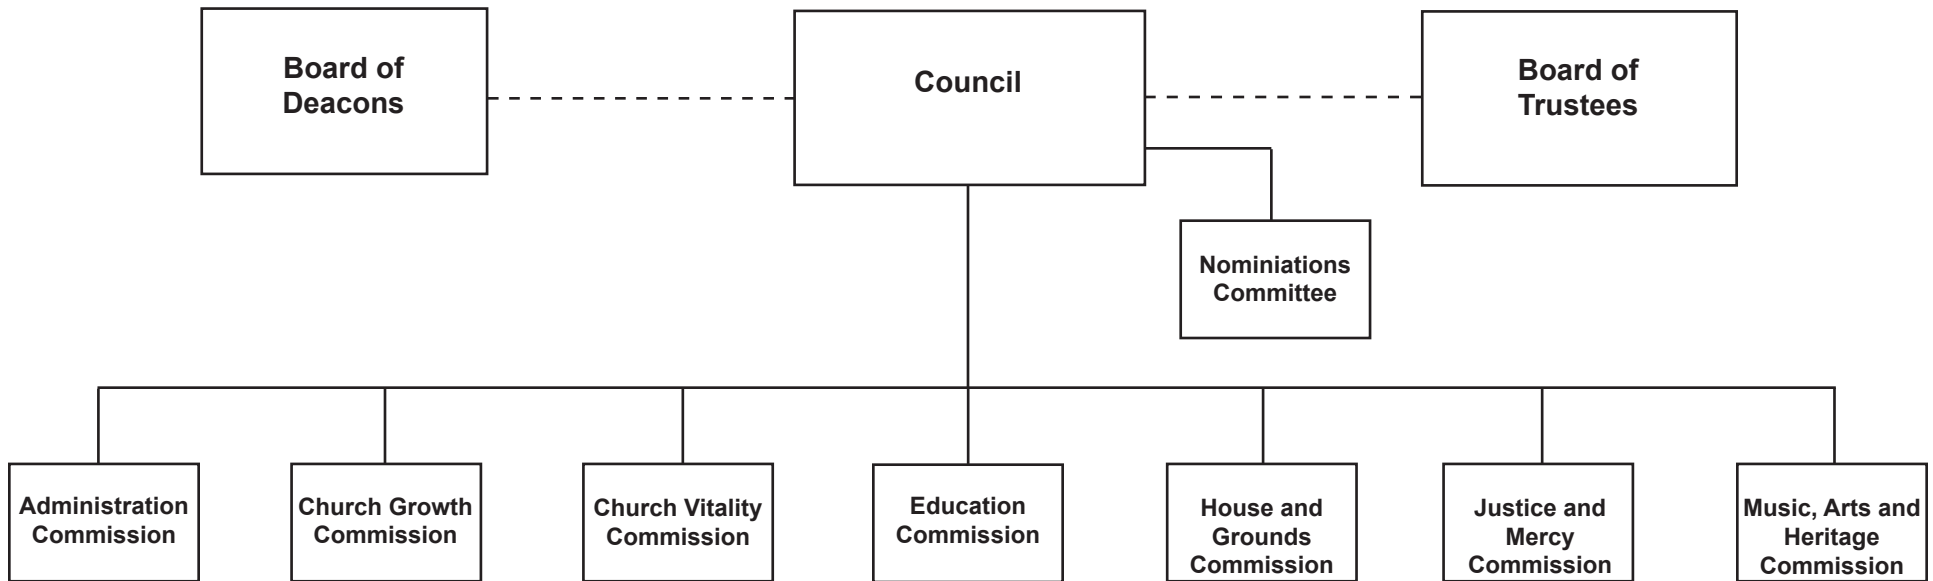 Board of
Deacons
Council
Board of
Trustees
Nominiations
Committee
Administration
Commission
Church Growth
Commission
Church Vitality
Commission
Education
Commission
House and
Grounds
Commission
Justice and
Mercy
Commission
Music, Arts and
Heritage
Commission